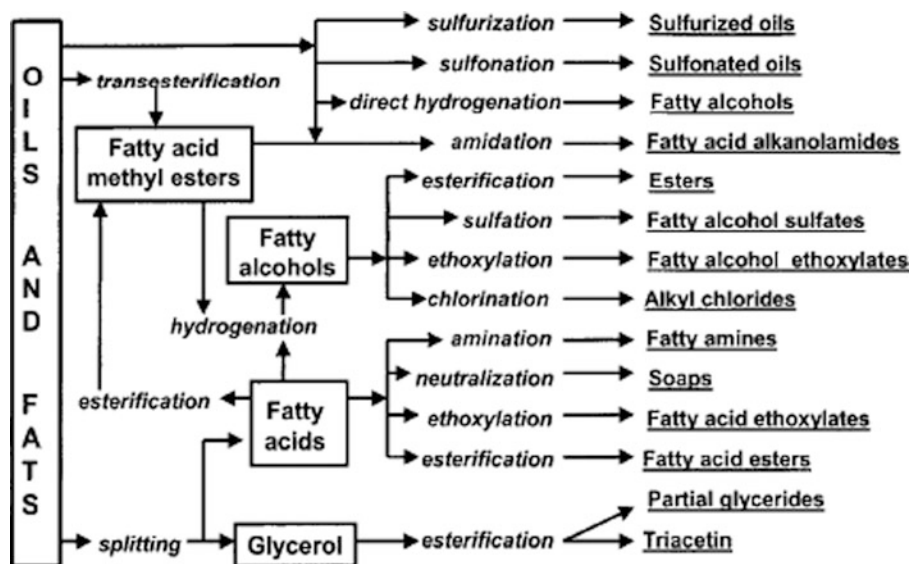 OILS AND FATS
sulfurization Sulfurized oils
sulfonation Sulfonated oils
transesterification
direct hydrogenation Fatty alcohols
Fatty acid
methyl esters
amidation Fatty acid alkanolamides
esterification Esters
sulfation Fatty alcohol sulfates
Fatty
alcohols
ethoxylation Fatty alcohol ethoxylates
chlorination Alkyl chlorides
hydrogenation
amination Fatty amines
neutralization Soaps
esterification
Fatty
acids
ethoxylation Fatty acid ethoxylates
esterification Fatty acid esters
Partial glycerides
splitting Glycerol esterification Triacetin